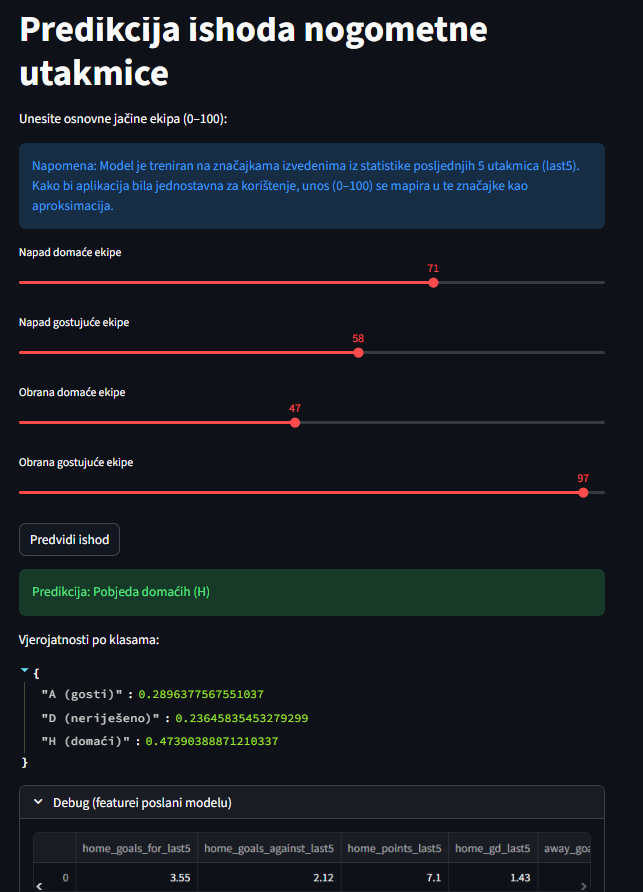 Predikcija ishoda nogometne
utakmice
Unesite osnovne jačine ekipa (0–100):
Napomena: Model je treniran na značajkama izvedenima iz statistike posljednjih 5 utakmica (last5).
Kako bi aplikacija bila jednostavna za korištenje, unos (0–100) se mapira u te značajke kao
aproksimacija.
Napad domaće ekipe
71
Napad gostujuće ekipe
58
Obrana domaće ekipe
47
Obrana gostujuće ekipe
97
Predvidi ishod
Predikcija: Pobjeda domaćih (H)
Vjerojatnosti po klasama:
{
"A (gosti)" : 0.2896377567551037
"D (neriješeno)" : 0.23645835453279299
"H (domaći)" : 0.47390388871210337
}
Debug (featurei poslani modelu)
home_goals_for_last5 home_goals_against_last5 home_points_last5 home_gd_last5 away_goa
0 3.55 2.12 7.1 1.43